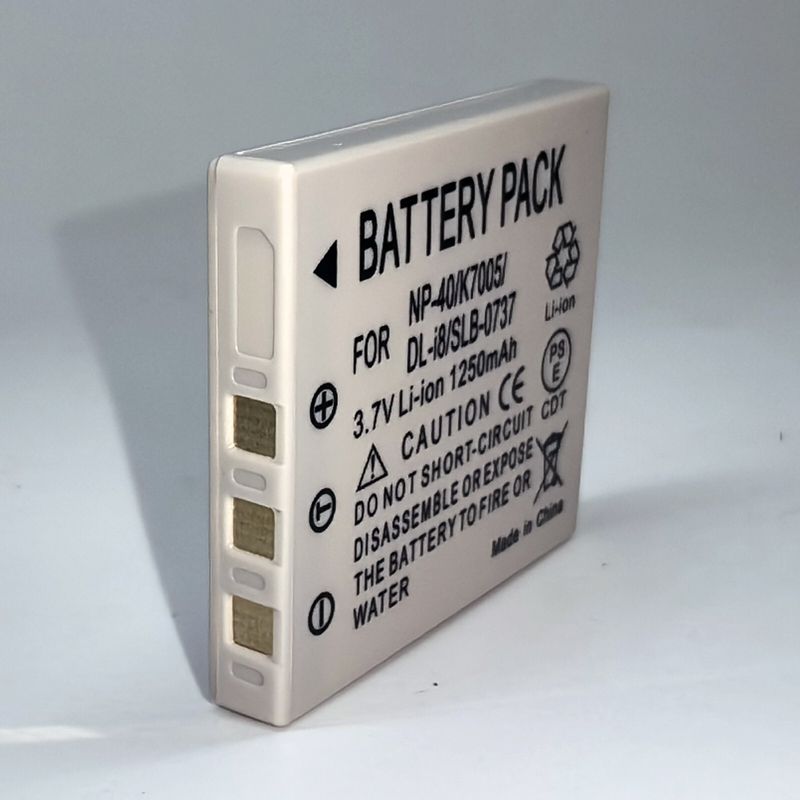 BATTERY PACK
FOR NP-40/K7005/
DL-i8/SLB-0737
3.7V Li-ion 1250mAh
CAUTION CE
DO NOT SHORT-CIRCUIT
DISASSEMBLE OR EXPOSE
THE BATTERY TO FIRE OR
WATER
Li-ion
PS
E
CDT
Made in China
+
T
−